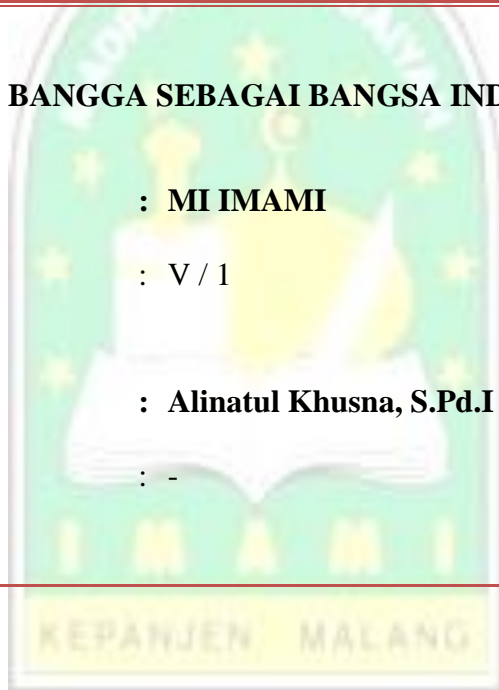 BANGGA SEBAGAI BANGSA IND
: MI IMAMI
: V / 1
: Alinatul Khusna, S.Pd.I
: -
I M A M I
KEPANJEN MALANG